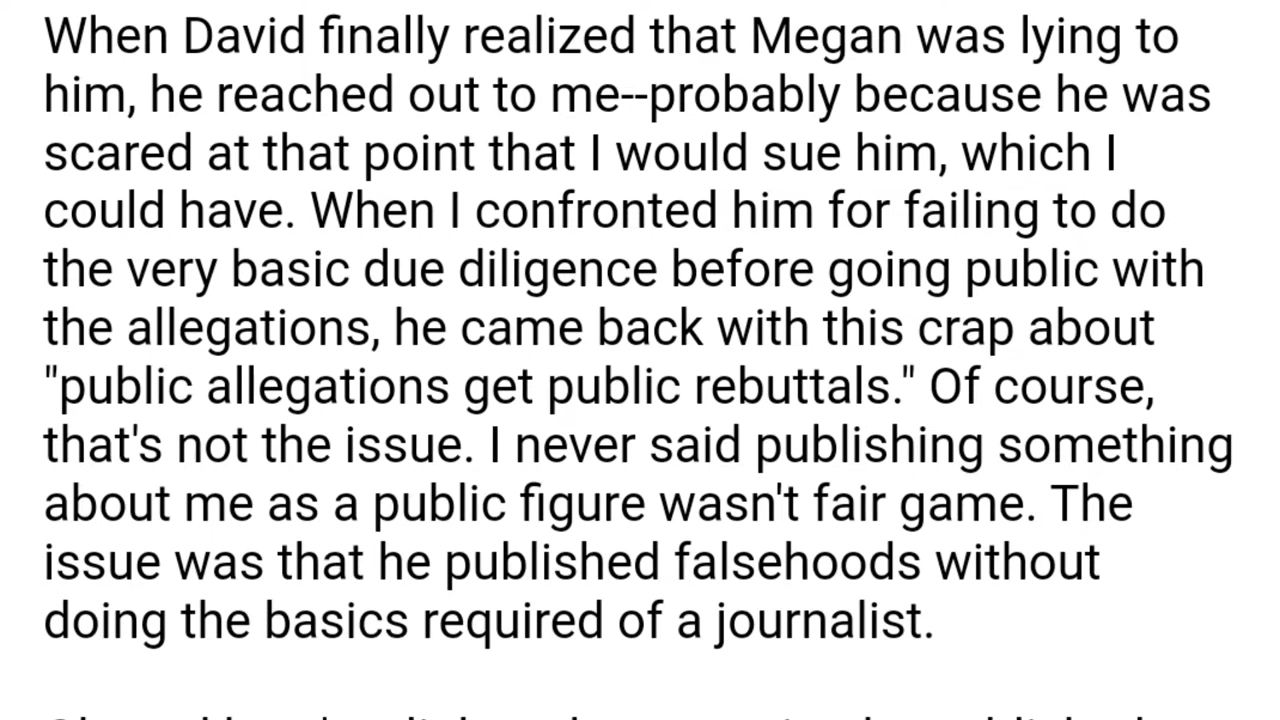 When David finally realized that Megan was lying to
him, he reached out to me--probably because he was
scared at that point that I would sue him, which I
could have. When I confronted him for failing to do
the very basic due diligence before going public with
the allegations, he came back with this crap about
"public allegations get public rebuttals." Of course,
that's not the issue. I never said publishing something
about me as a public figure wasn't fair game. The
issue was that he published falsehoods without
doing the basics required of a journalist.